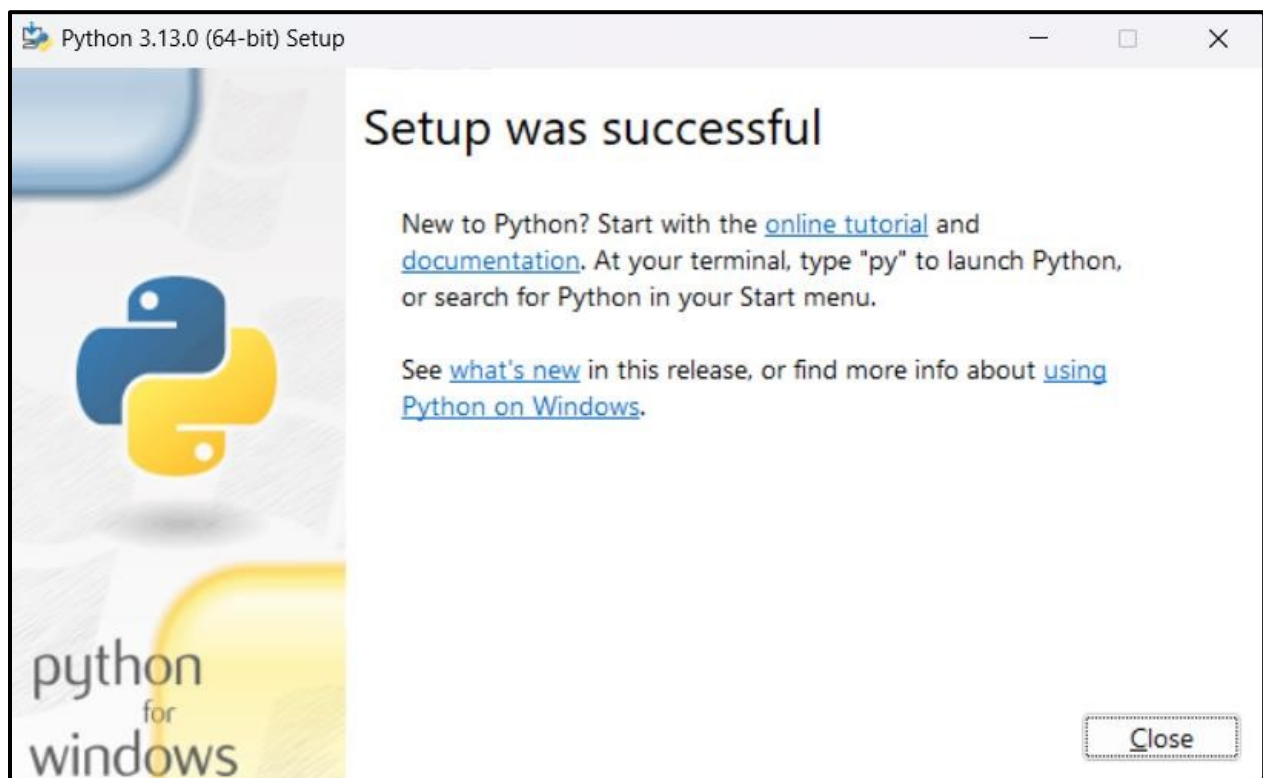 Python 3.13.0 (64-bit) Setup
Setup was successful
New to Python? Start with the online tutorial and
documentation. At your terminal, type "py" to launch Python,
or search for Python in your Start menu.
See what's new in this release, or find more info about using
Python on Windows.
python
for
windows
Close